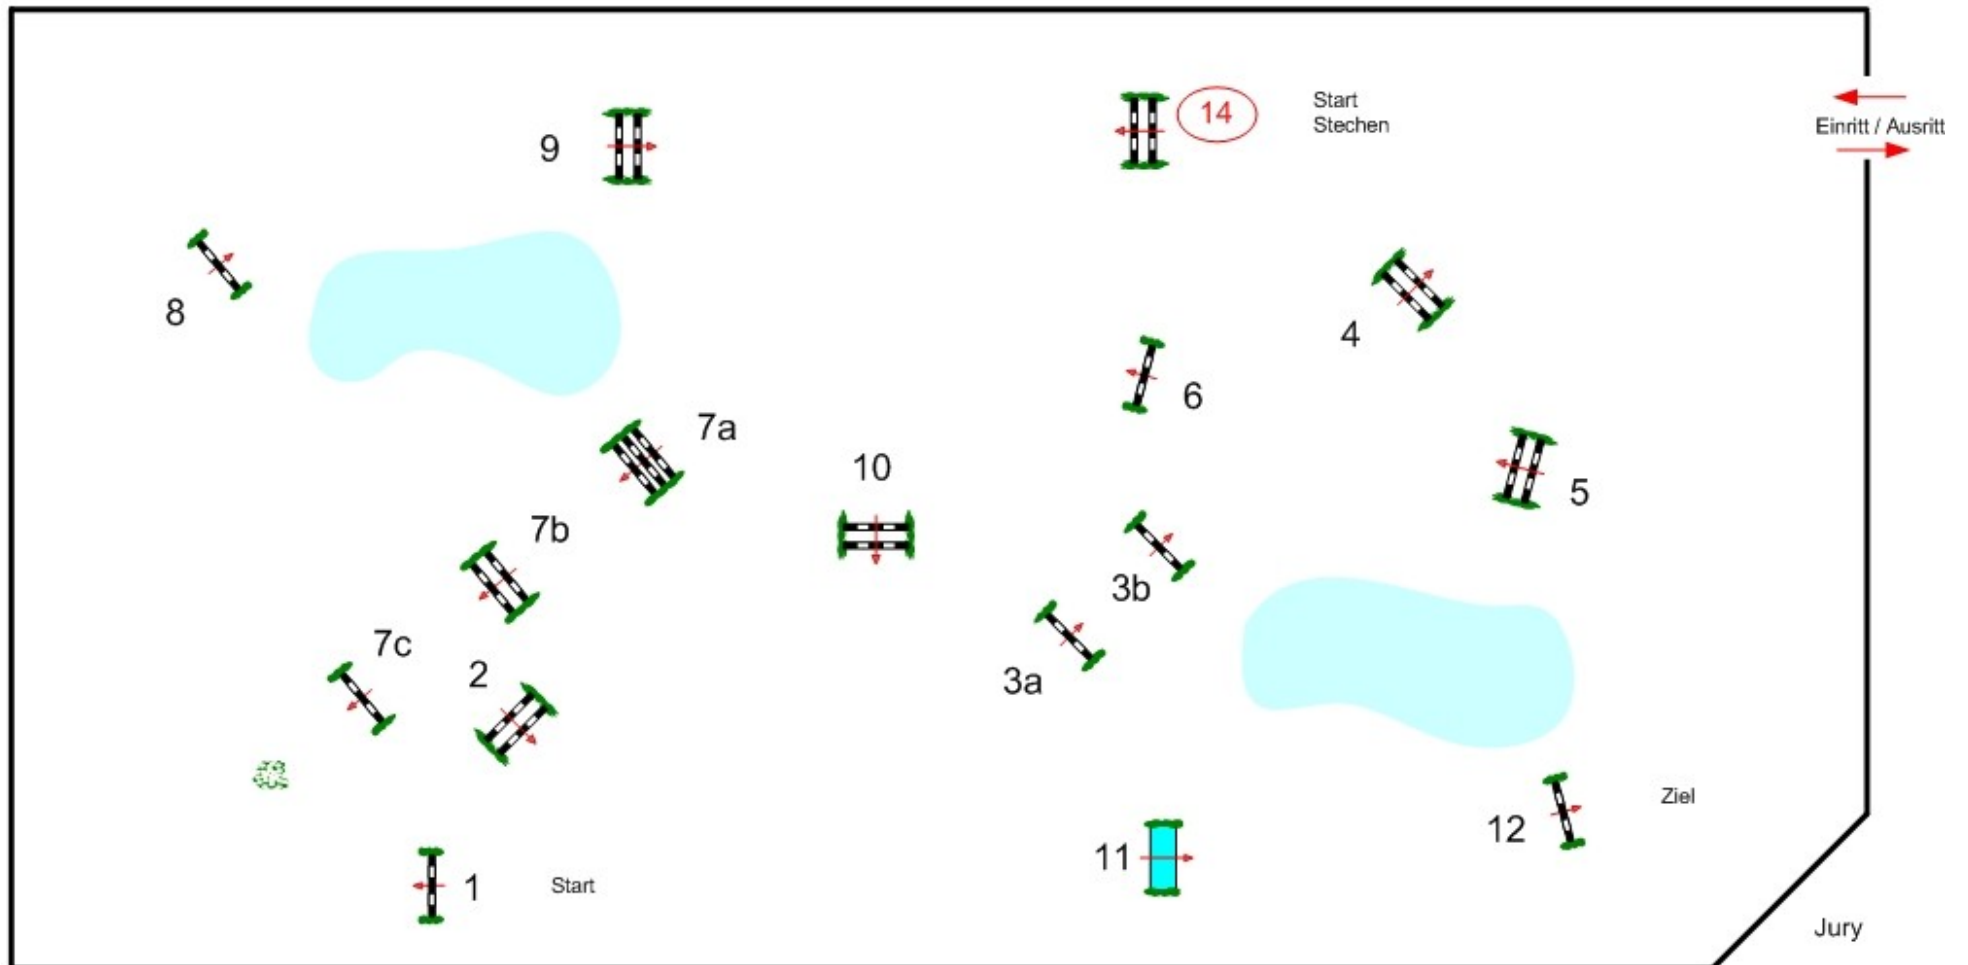 14
Start
Stechen
Einritt / Ausritt
9
8
4
6
7a
10
5
7b
3b
7c
2
3a
Ziel
12
11
1
Start
Jury